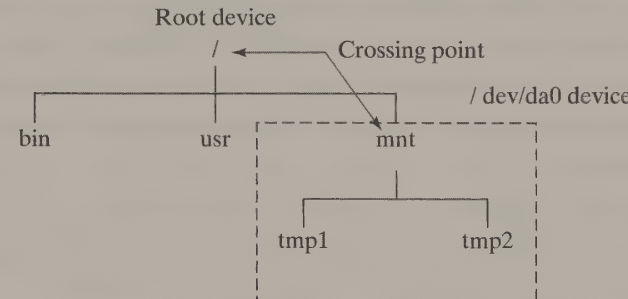 Root device
/
Crossing point
/ dev/da0 device
bin
usr
mnt
tmp1
tmp2